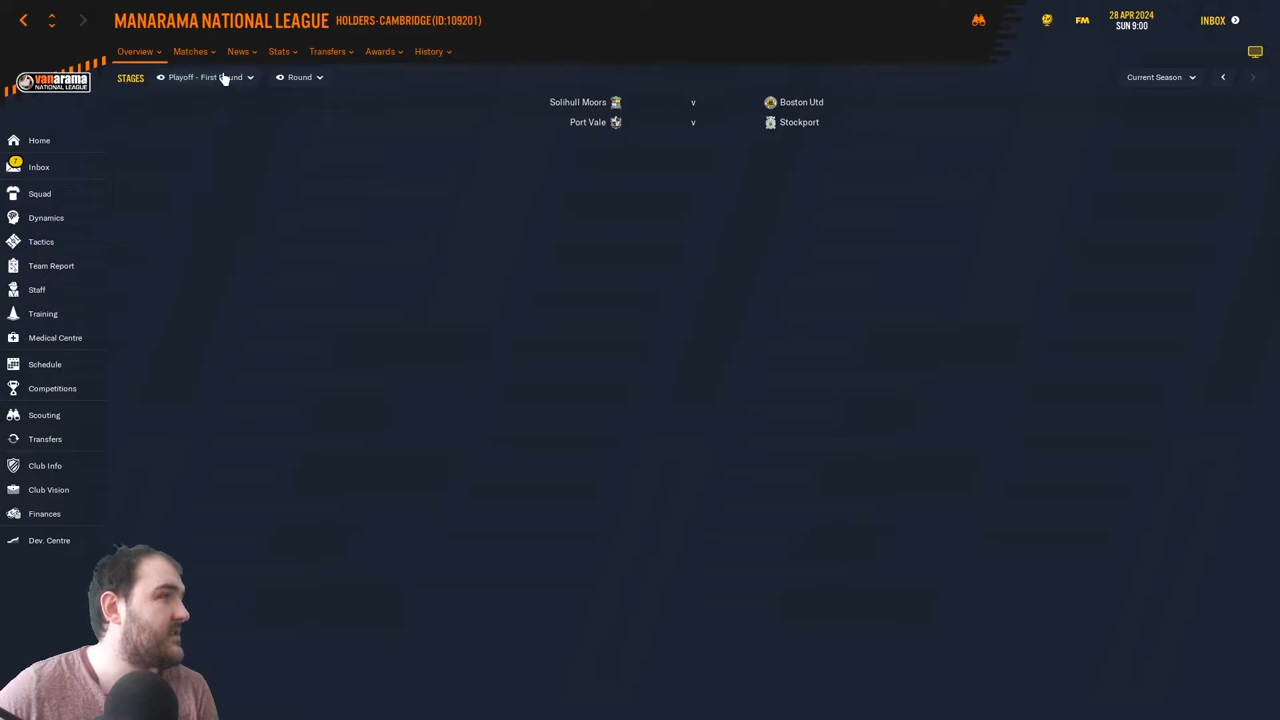 MANARAMA NATIONAL LEAGUE HOLDERS - CAMBRIDGE (ID:109201)
FM
28 APR 2024
SUN 9:00
INBOX
Overview Matches News Stats Transfers Awards History
vanarama
NATIONAL LEAGUE
STAGES Playoff - First Round Round Current Season
Solihull Moors v Boston Utd
Port Vale v Stockport
Home
7
Inbox
Squad
Dynamics
Tactics
Team Report
Staff
Training
Medical Centre
Schedule
Competitions
Scouting
Transfers
Club Info
Club Vision
Finances
Dev. Centre